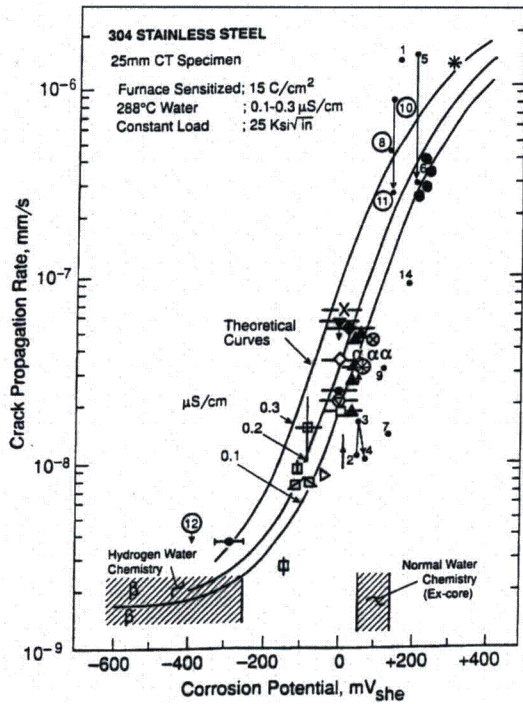 304 STAINLESS STEEL
25mm CT Specimen
Furnace Sensitized ; 15 C/cm²
288°C Water ; 0.1-0.3 µS/cm
Constant Load ; 25 Ksi√in
10⁻⁶
10⁻⁷
10⁻⁸
10⁻⁹
Crack Propagation Rate, mm/s
1
5
10
8
11
6
14
Theoretical
Curves
α α α
9
µS/cm
0.3
0.2
0.1
3
7
2
4
12
Hydrogen Water
Chemistry
β
β
Normal Water
Chemistry
(Ex-core)
−600 −400 −200 0 +200 +400
Corrosion Potential, mVshe